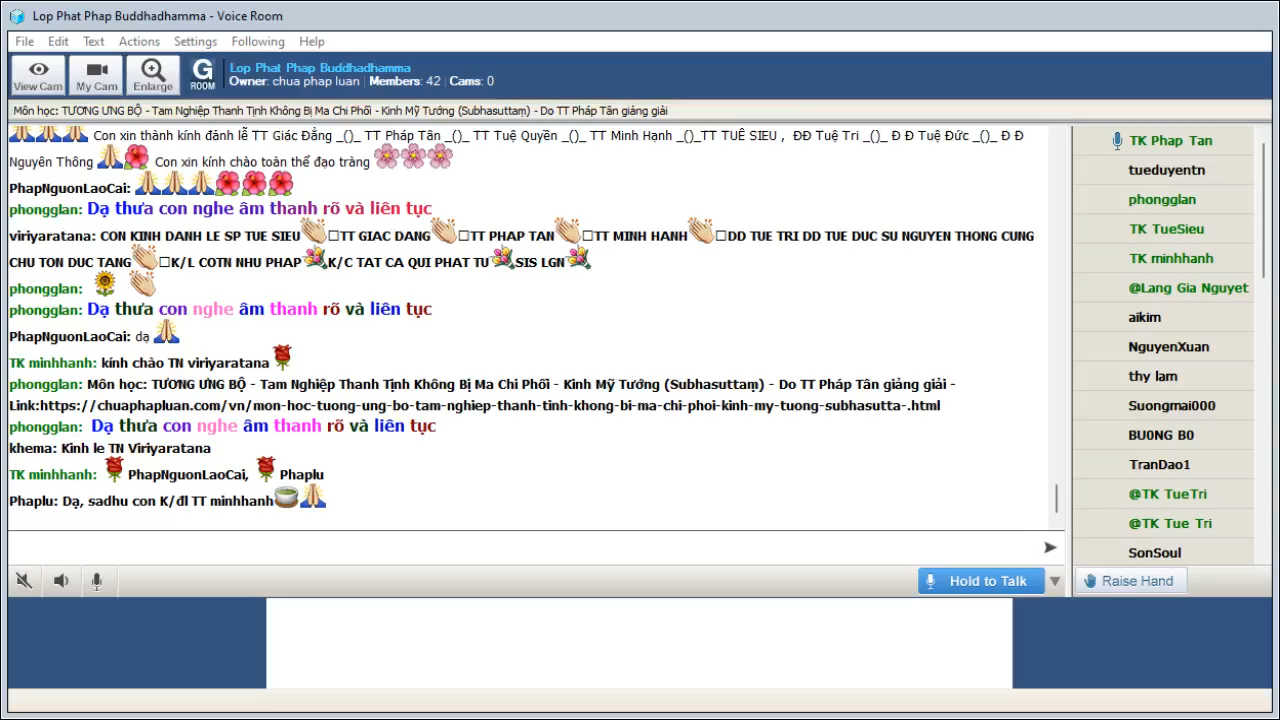 Lop Phat Phap Buddhadhamma - Voice Room
File Edit Text Actions Settings Following Help
View Cam My Cam Enlarge G ROOM
Lop Phat Phap Buddhadhamma
Owner: chua phap luan | Members: 42 | Cams: 0
Môn học: TƯƠNG ƯNG BỘ - Tam Nghiệp Thanh Tịnh Không Bị Ma Chi Phối - Kinh Mỹ Tướng (Subhasuttaṃ) - Do TT Pháp Tân giảng giải
Con xin thành kính đảnh lễ TT Giác Đẳng _()_ TT Pháp Tân _()_ TT Tuệ Quyền _()_ TT Minh Hạnh _()_TT TUỆ SIEU , ĐĐ Tuệ Tri _()_ Đ Đ Tuệ Đức _()_ Đ Đ
Nguyên Thông Con xin kính chào toàn thể đạo tràng
PhapNguonLaoCai:
phongglan: Dạ thưa con nghe âm thanh rõ và liên tục
viriyaratana: CON KINH DANH LE SP TUE SIEU □TT GIAC DANG □TT PHAP TAN □TT MINH HANH □DD TUE TRI DD TUE DUC SU NGUYEN THONG CUNG
CHU TON DUC TANG □K/L COTN NHU PHAP K/C TAT CA QUI PHAT TU SIS LGN
phongglan:
phongglan: Dạ thưa con nghe âm thanh rõ và liên tục
PhapNguonLaoCai: dạ
TK minhhanh: kính chào TN viriyaratana
phongglan: Môn học: TƯƠNG ƯNG BỘ - Tam Nghiệp Thanh Tịnh Không Bị Ma Chi Phối - Kinh Mỹ Tướng (Subhasuttaṃ) - Do TT Pháp Tân giảng giải -
Link:https://chuaphapluan.com/vn/mon-hoc-tuong-ung-bo-tam-nghiep-thanh-tinh-khong-bi-ma-chi-phoi-kinh-my-tuong-subhasutta-.html
phongglan: Dạ thưa con nghe âm thanh rõ và liên tục
khema: Kinh le TN Viriyaratana
TK minhhanh: PhapNguonLaoCai, Phaplu
Phaplu: Dạ, sadhu con K/đl TT minhhanh
Hold to Talk
TK Phap Tan
tueduyentn
phongglan
TK TueSieu
TK minhhanh
@Lang Gia Nguyet
aikim
NguyenXuan
thy lam
Suongmai000
BU0NG B0
TranDao1
@TK TueTri
@TK Tue Tri
SonSoul
Raise Hand